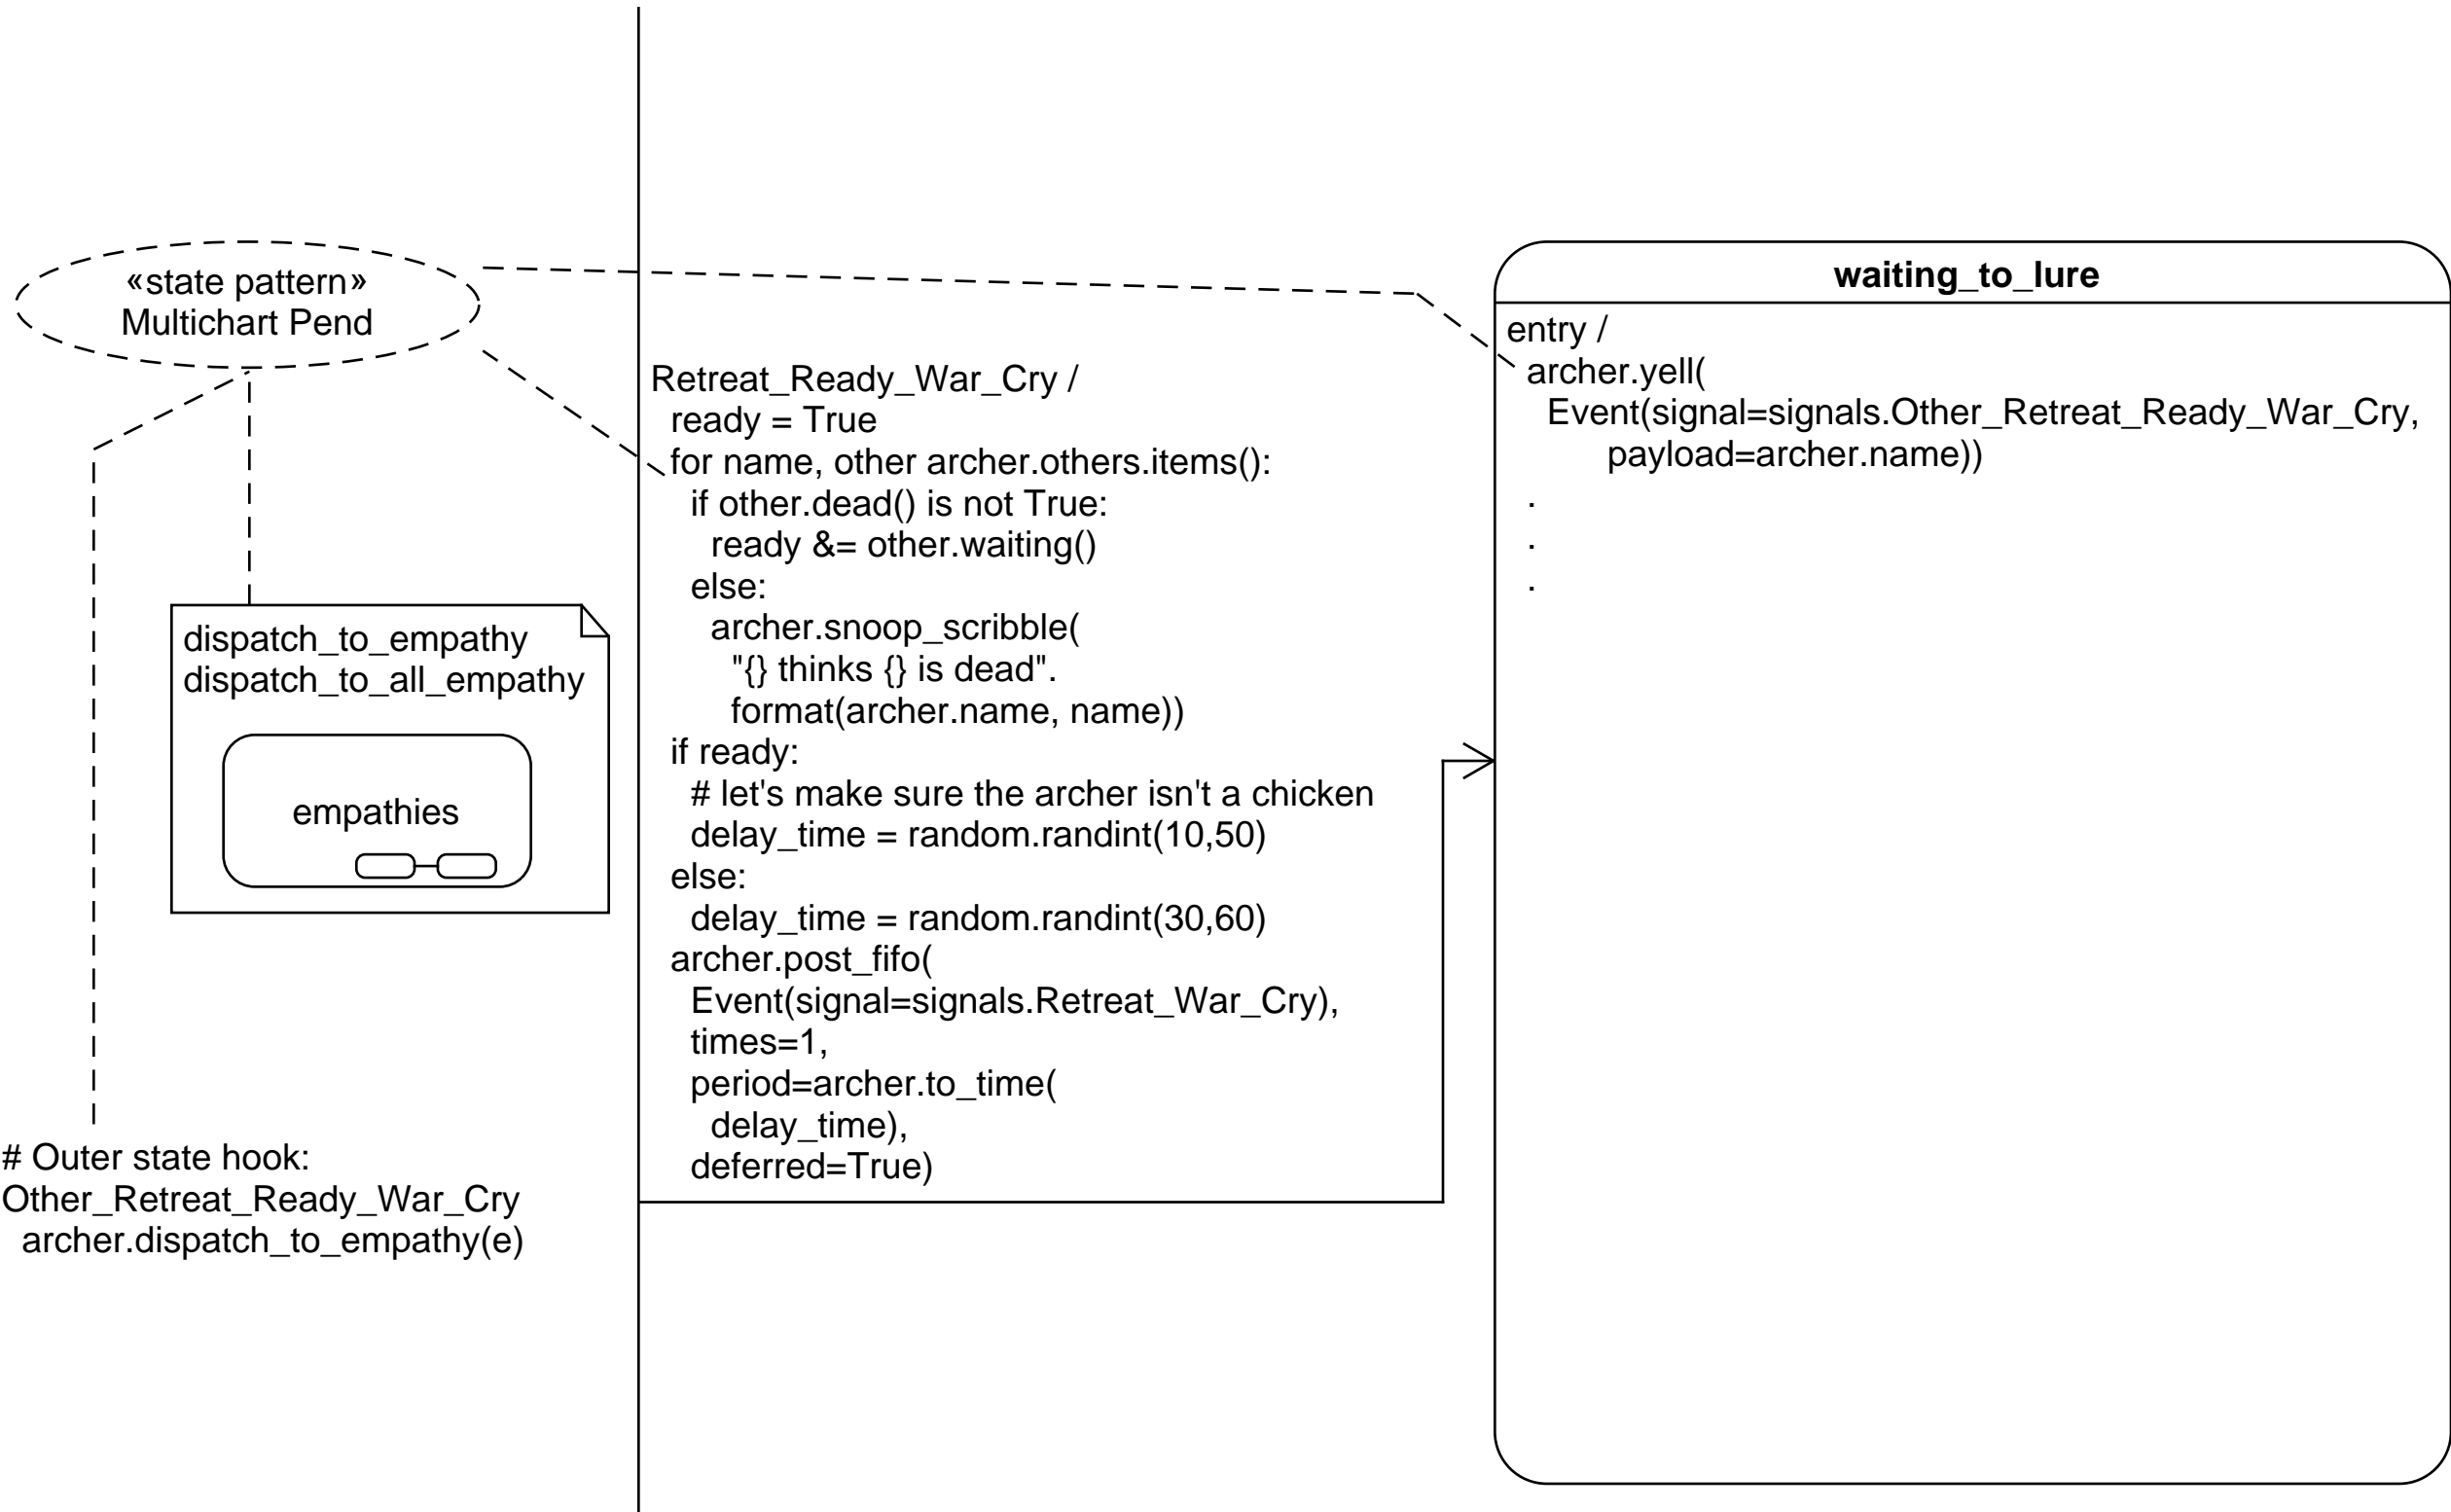 «state pattern»
Multichart Pend
dispatch_to_empathy
dispatch_to_all_empathy
empathies
# Outer state hook:
Other_Retreat_Ready_War_Cry
archer.dispatch_to_empathy(e)
Retreat_Ready_War_Cry /
ready = True
for name, other archer.others.items():
if other.dead() is not True:
ready &= other.waiting()
else:
archer.snoop_scribble(
"{} thinks {} is dead".
format(archer.name, name))
if ready:
# let's make sure the archer isn't a chicken
delay_time = random.randint(10,50)
else:
delay_time = random.randint(30,60)
archer.post_fifo(
Event(signal=signals.Retreat_War_Cry),
times=1,
period=archer.to_time(
delay_time),
deferred=True)
waiting_to_lure
entry /
archer.yell(
Event(signal=signals.Other_Retreat_Ready_War_Cry,
payload=archer.name))
.
.
.